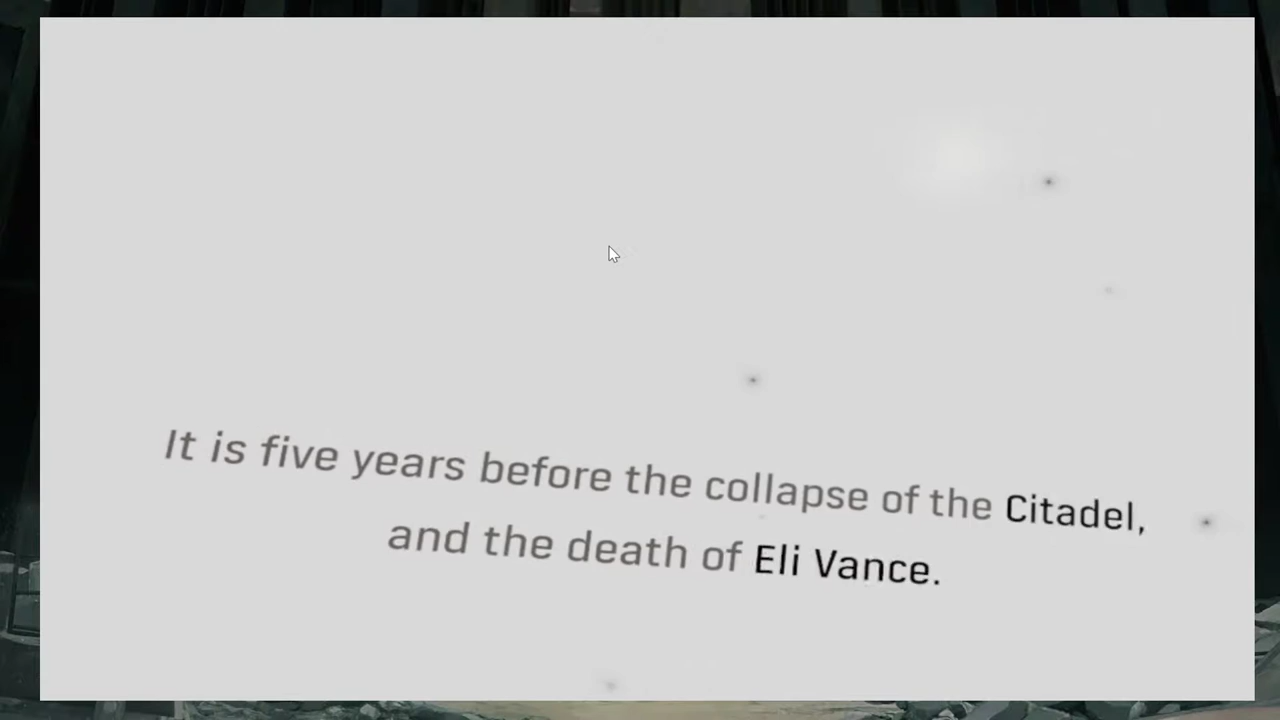 It is five years before the collapse of the Citadel,
and the death of Eli Vance.